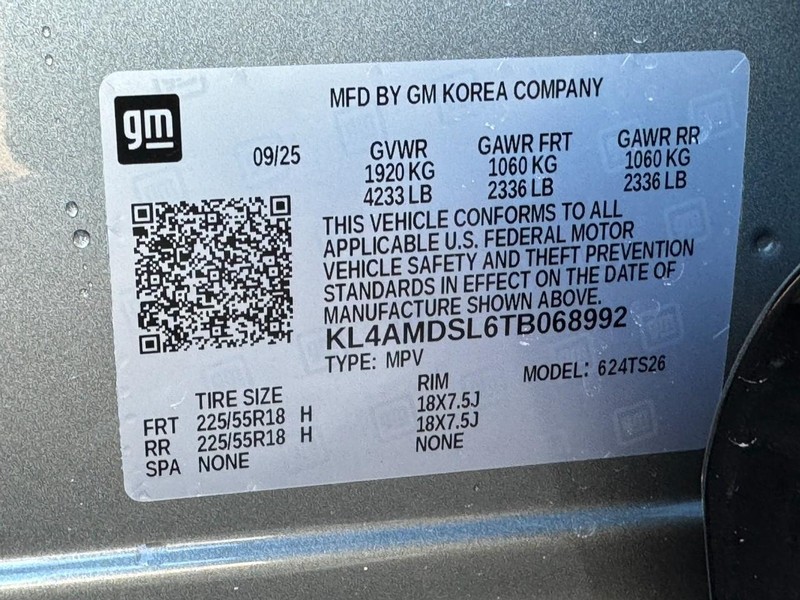 MFD BY GM KOREA COMPANY
gm
09/25
GVWR GAWR FRT GAWR RR
1920 KG 1060 KG 1060 KG
4233 LB 2336 LB 2336 LB
THIS VEHICLE CONFORMS TO ALL
APPLICABLE U.S. FEDERAL MOTOR
VEHICLE SAFETY AND THEFT PREVENTION
STANDARDS IN EFFECT ON THE DATE OF
MANUFACTURE SHOWN ABOVE.
KL4AMDSL6TB068992
TYPE: MPV MODEL: 624TS26
TIRE SIZE RIM
FRT 225/55R18 H 18X7.5J
RR 225/55R18 H 18X7.5J
SPA NONE NONE